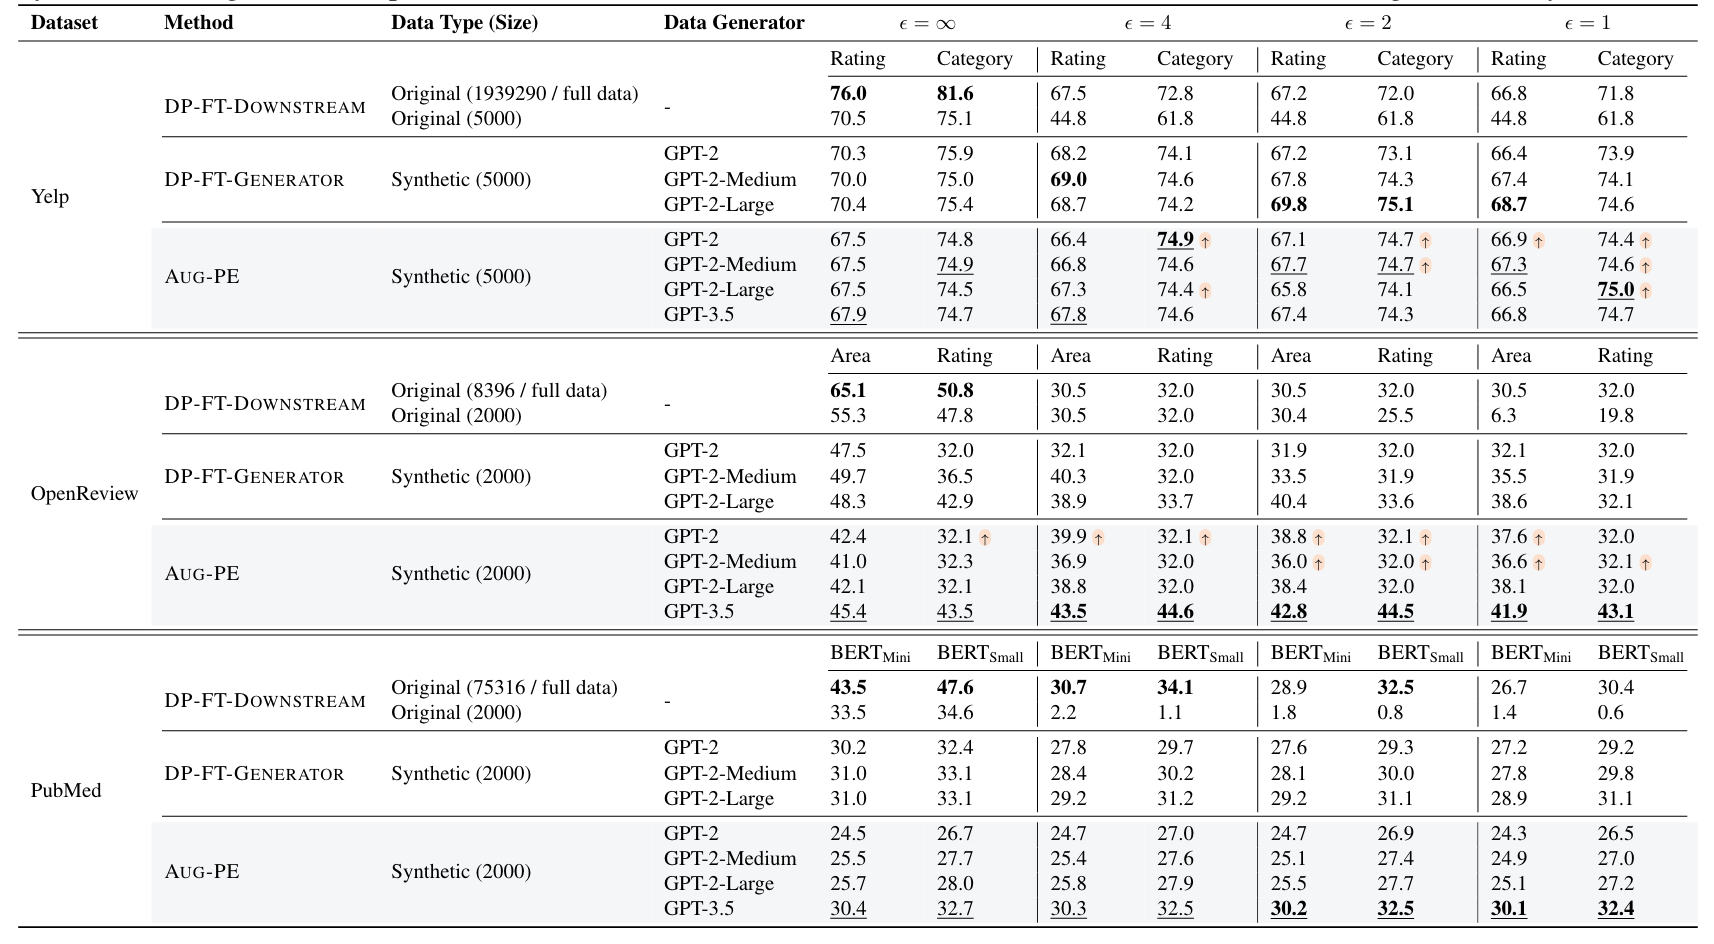 Dataset Method Data Type (Size) Data Generator ϵ = ∞ ϵ = 4 ϵ = 2 ϵ = 1
Rating Category Rating Category Rating Category Rating Category
DP-FT-DOWNSTREAM Original (1939290 / full data) - 76.0 81.6 67.5 72.8 67.2 72.0 66.8 71.8
Original (5000) 70.5 75.1 44.8 61.8 44.8 61.8 44.8 61.8
Yelp
DP-FT-GENERATOR Synthetic (5000)
GPT-2 70.3 75.9 68.2 74.1 67.2 73.1 66.4 73.9
GPT-2-Medium 70.0 75.0 69.0 74.6 67.8 74.3 67.4 74.1
GPT-2-Large 70.4 75.4 68.7 74.2 69.8 75.1 68.7 74.6
AUG-PE Synthetic (5000)
GPT-2 67.5 74.8 66.4 74.9 ↑ 67.1 74.7 ↑ 66.9 ↑ 74.4 ↑
GPT-2-Medium 67.5 74.9 66.8 74.6 67.7 74.7 ↑ 67.3 74.6 ↑
GPT-2-Large 67.5 74.5 67.3 74.4 ↑ 65.8 74.1 66.5 75.0 ↑
GPT-3.5 67.9 74.7 67.8 74.6 67.4 74.3 66.8 74.7
Area Rating Area Rating Area Rating Area Rating
DP-FT-DOWNSTREAM Original (8396 / full data) - 65.1 50.8 30.5 32.0 30.5 32.0 30.5 32.0
Original (2000) 55.3 47.8 30.5 32.0 30.4 25.5 6.3 19.8
OpenReview
DP-FT-GENERATOR Synthetic (2000)
GPT-2 47.5 32.0 32.1 32.0 31.9 32.0 32.1 32.0
GPT-2-Medium 49.7 36.5 40.3 32.0 33.5 31.9 35.5 31.9
GPT-2-Large 48.3 42.9 38.9 33.7 40.4 33.6 38.6 32.1
AUG-PE Synthetic (2000)
GPT-2 42.4 32.1 ↑ 39.9 ↑ 32.1 ↑ 38.8 ↑ 32.1 ↑ 37.6 ↑ 32.0
GPT-2-Medium 41.0 32.3 36.9 32.0 36.0 ↑ 32.0 ↑ 36.6 ↑ 32.1 ↑
GPT-2-Large 42.1 32.1 38.8 32.0 38.4 32.0 38.1 32.0
GPT-3.5 45.4 43.5 43.5 44.6 42.8 44.5 41.9 43.1
BERTMini BERTSmall BERTMini BERTSmall BERTMini BERTSmall BERTMini BERTSmall
DP-FT-DOWNSTREAM Original (75316 / full data) - 43.5 47.6 30.7 34.1 28.9 32.5 26.7 30.4
Original (2000) 33.5 34.6 2.2 1.1 1.8 0.8 1.4 0.6
PubMed
DP-FT-GENERATOR Synthetic (2000)
GPT-2 30.2 32.4 27.8 29.7 27.6 29.3 27.2 29.2
GPT-2-Medium 31.0 33.1 28.4 30.2 28.1 30.0 27.8 29.8
GPT-2-Large 31.0 33.1 29.2 31.2 29.2 31.1 28.9 31.1
AUG-PE Synthetic (2000)
GPT-2 24.5 26.7 24.7 27.0 24.7 26.9 24.3 26.5
GPT-2-Medium 25.5 27.7 25.4 27.6 25.1 27.4 24.9 27.0
GPT-2-Large 25.7 28.0 25.8 27.9 25.5 27.7 25.1 27.2
GPT-3.5 30.4 32.7 30.3 32.5 30.2 32.5 30.1 32.4